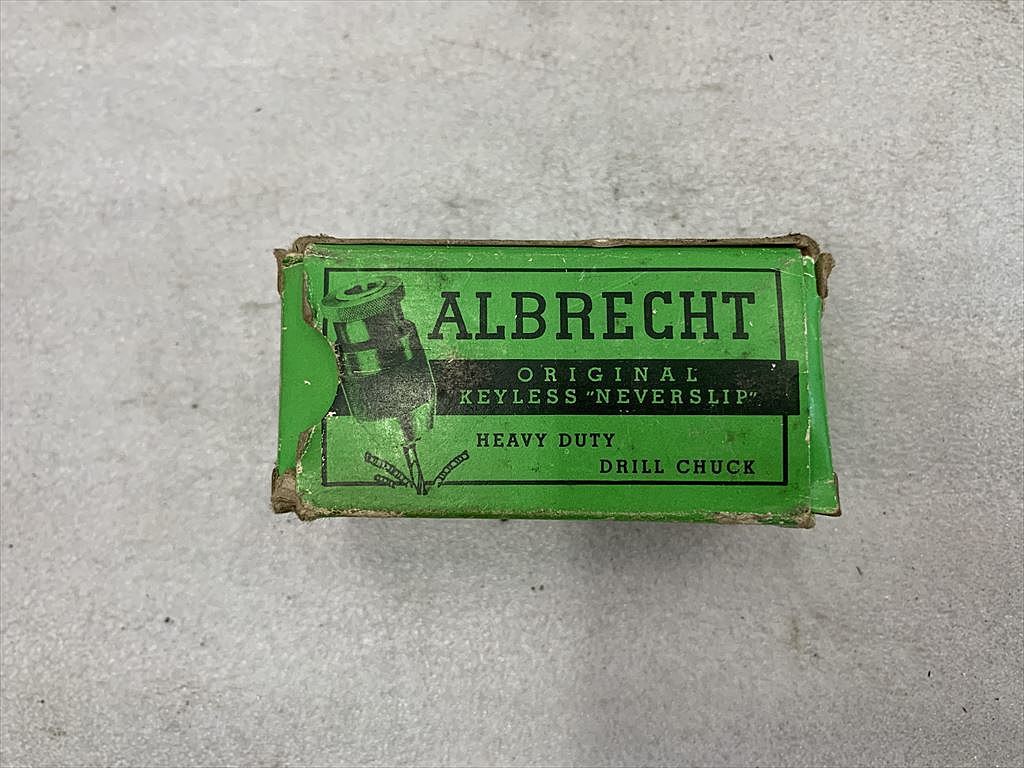 ALBRECHT
ORIGINAL
KEYLESS "NEVERSLIP"
HEAVY DUTY
DRILL CHUCK